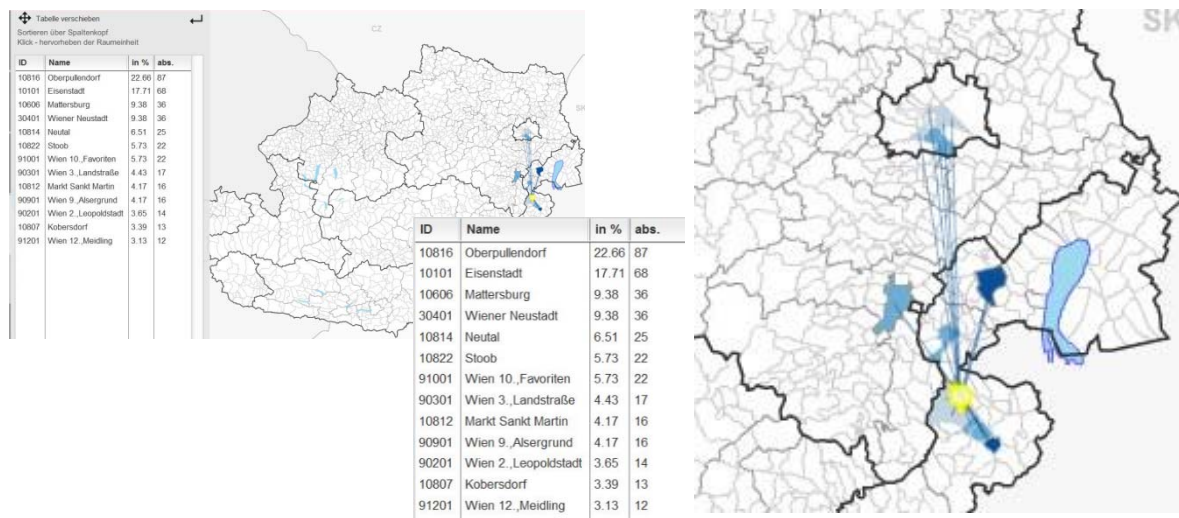 Tabelle verschieben
Sortieren über Spaltenkopf
Klick - hervorheben der Raumeinheit
ID Name in % abs.
10816 Oberpullendorf 22.66 87
10101 Eisenstadt 17.71 68
10606 Mattersburg 9.38 36
30401 Wiener Neustadt 9.38 36
10814 Neutal 6.51 25
10822 Stoob 5.73 22
91001 Wien 10.,Favoriten 5.73 22
90301 Wien 3.,Landstraße 4.43 17
10812 Markt Sankt Martin 4.17 16
90901 Wien 9.,Alsergrund 4.17 16
90201 Wien 2.,Leopoldstadt 3.65 14
10807 Kobersdorf 3.39 13
91201 Wien 12.,Meidling 3.13 12
CZ
SK
ID Name in % abs.
10816 Oberpullendorf 22.66 87
10101 Eisenstadt 17.71 68
10606 Mattersburg 9.38 36
30401 Wiener Neustadt 9.38 36
10814 Neutal 6.51 25
10822 Stoob 5.73 22
91001 Wien 10.,Favoriten 5.73 22
90301 Wien 3.,Landstraße 4.43 17
10812 Markt Sankt Martin 4.17 16
90901 Wien 9.,Alsergrund 4.17 16
90201 Wien 2.,Leopoldstadt 3.65 14
10807 Kobersdorf 3.39 13
91201 Wien 12.,Meidling 3.13 12
SK